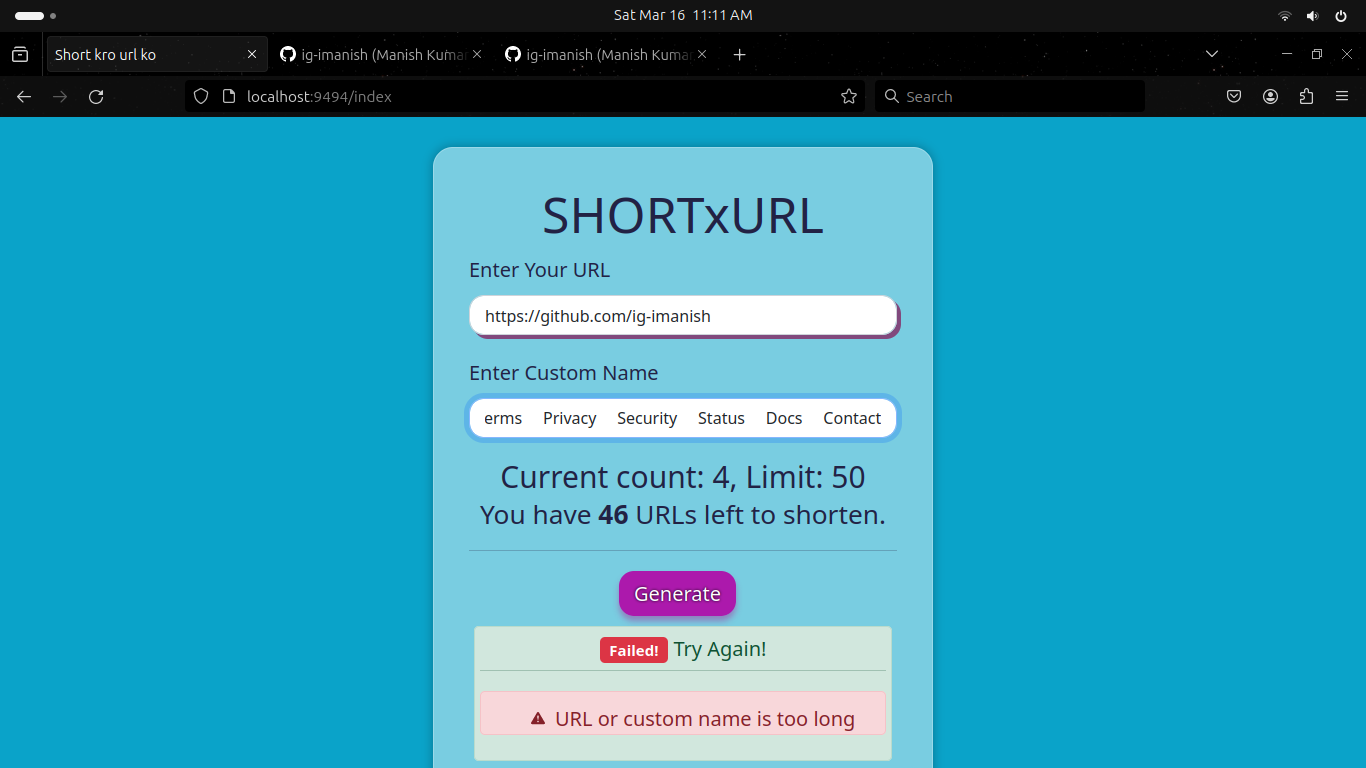 Sat Mar 16 11:11 AM
Short kro url ko
ig-imanish (Manish Kuma
ig-imanish (Manish Kuma
localhost:9494/index
Search
SHORTxURL
Enter Your URL
https://github.com/ig-imanish
Enter Custom Name
erms Privacy Security Status Docs Contact
Current count: 4, Limit: 50
You have 46 URLs left to shorten.
Generate
Failed! Try Again!
URL or custom name is too long